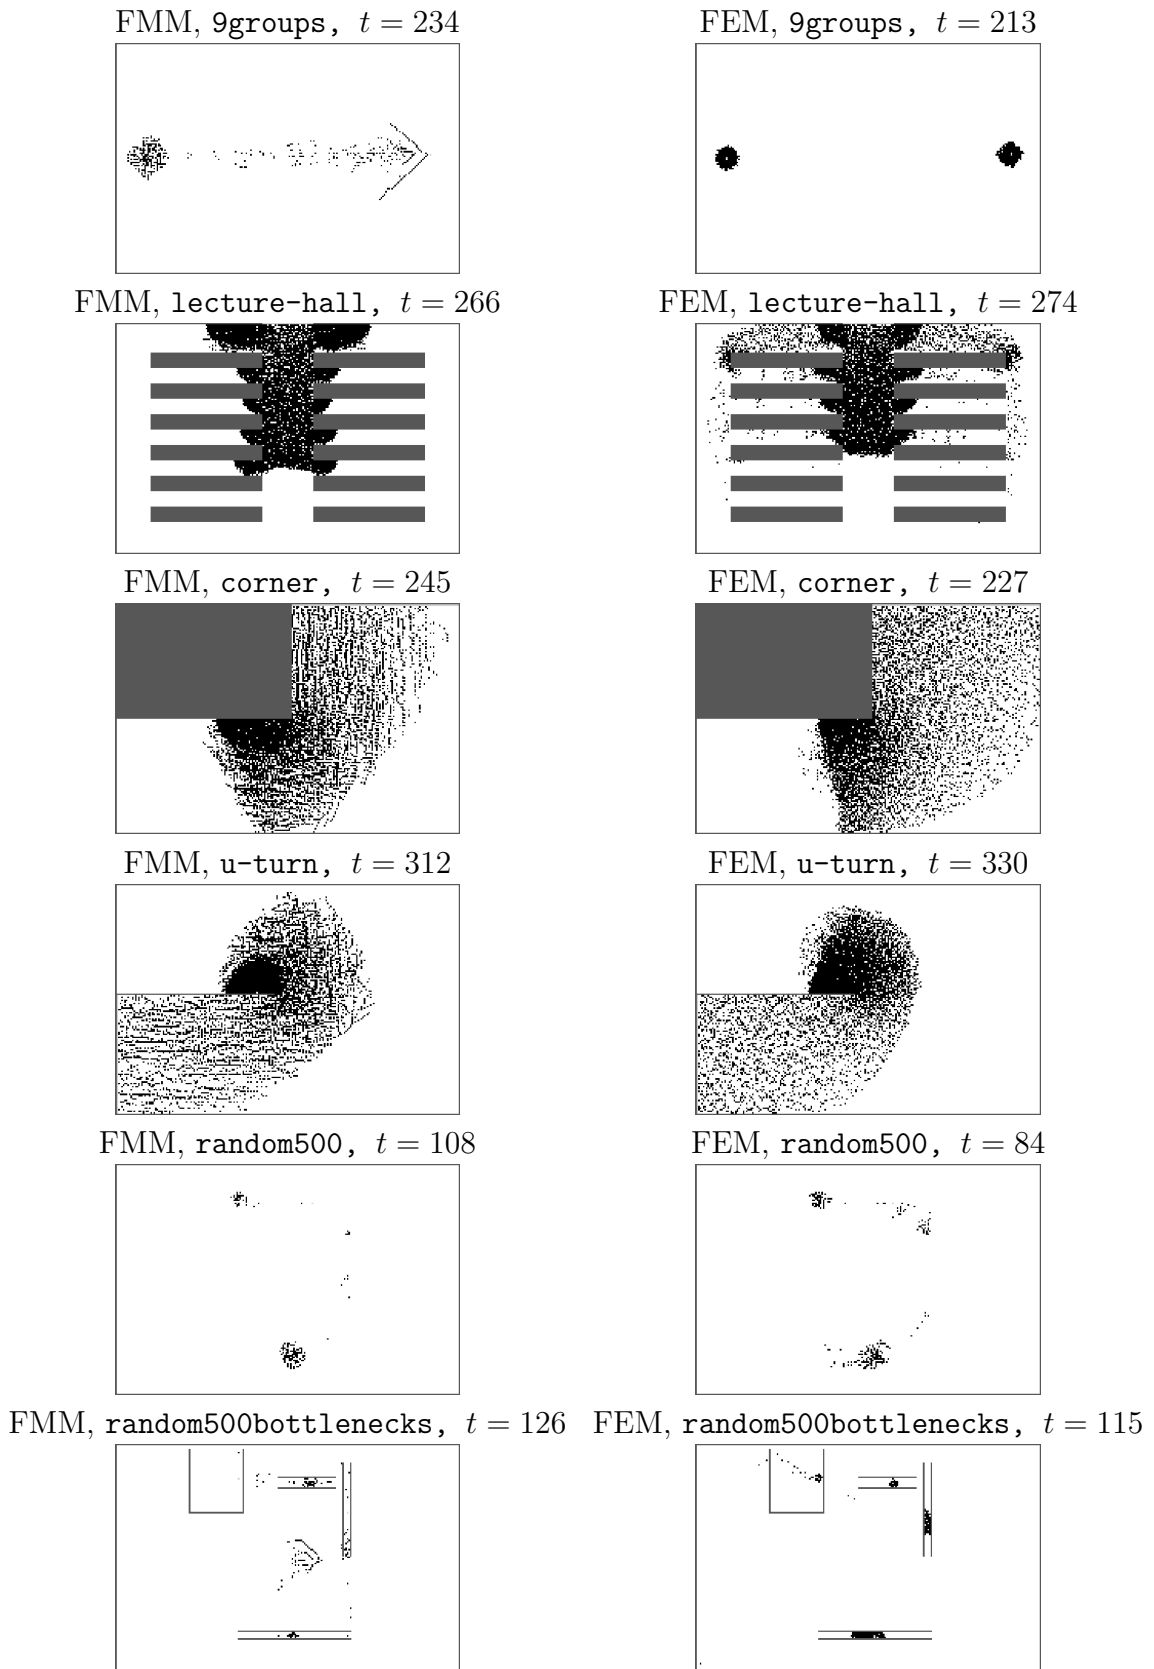 FMM, 9groups, t = 234
FEM, 9groups, t = 213
FMM, lecture-hall, t = 266
FEM, lecture-hall, t = 274
FMM, corner, t = 245
FEM, corner, t = 227
FMM, u-turn, t = 312
FEM, u-turn, t = 330
FMM, random500, t = 108
FEM, random500, t = 84
FMM, random500bottlenecks, t = 126
FEM, random500bottlenecks, t = 115